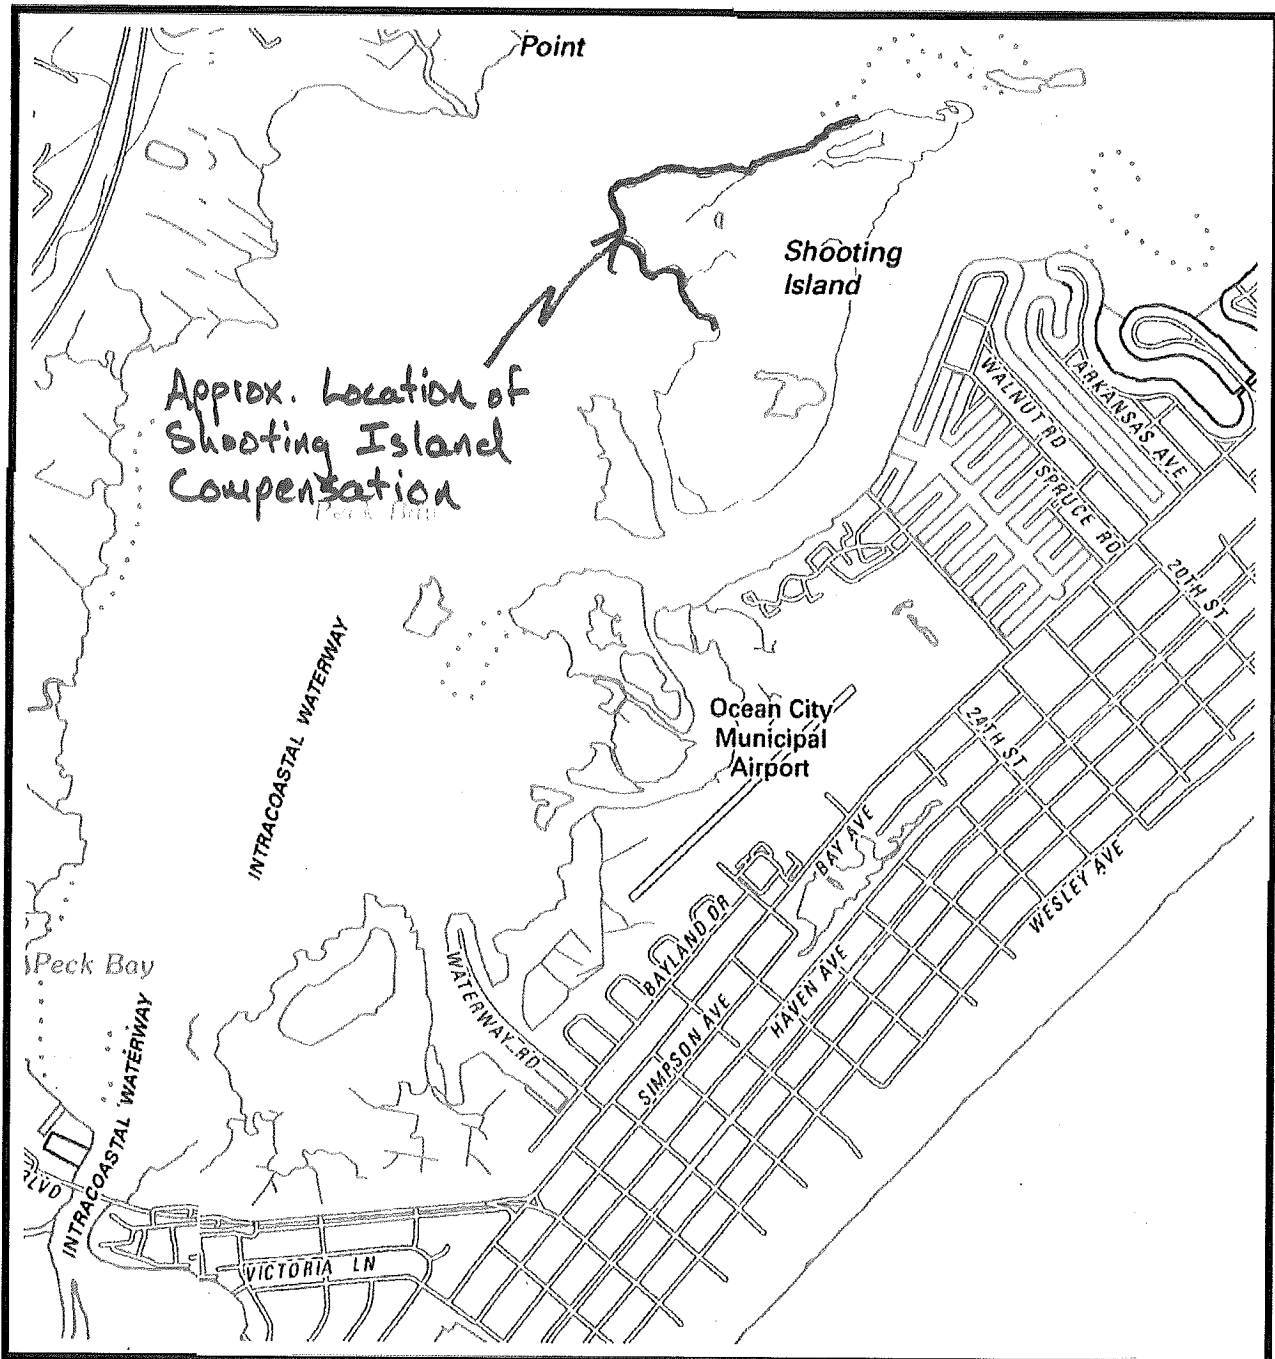 Point
Shooting
Island
Approx. Location of
Shooting Island
Compensation
Peck Bay
WALNUT RD
ARKANSAS AVE
SPRUCE RD
20TH ST
INTRACOASTAL WATERWAY
Ocean City
Municipal
Airport
24TH ST
BAY AVE
WESLEY AVE
BAYLAND DR
Peck Bay
WATERWAY RD
HAVEN AVE
SIMPSON AVE
INTRACOASTAL WATERWAY
BLVD
VICTORIA LN